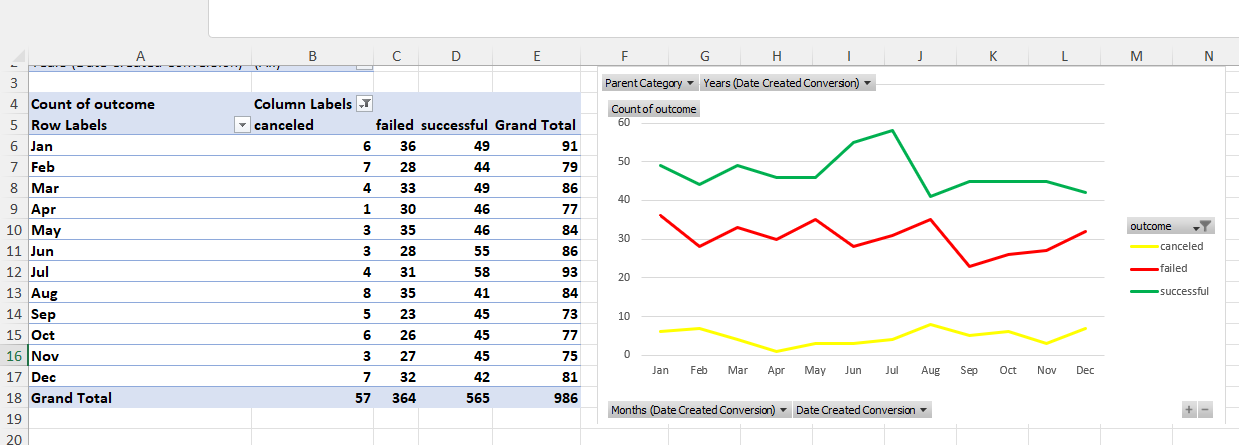 A B C D E F G H I J K L M N
2 Years (Date Created Conversion) (All)
3
4 Count of outcome Column Labels
5 Row Labels canceled failed successful Grand Total
6 Jan 6 36 49 91
7 Feb 7 28 44 79
8 Mar 4 33 49 86
9 Apr 1 30 46 77
10 May 3 35 46 84
11 Jun 3 28 55 86
12 Jul 4 31 58 93
13 Aug 8 35 41 84
14 Sep 5 23 45 73
15 Oct 6 26 45 77
16 Nov 3 27 45 75
17 Dec 7 32 42 81
18 Grand Total 57 364 565 986
19
20
Parent Category Years (Date Created Conversion)
Count of outcome
60
50
40
30
20
10
0
Jan Feb Mar Apr May Jun Jul Aug Sep Oct Nov Dec
outcome
canceled
failed
successful
Months (Date Created Conversion) Date Created Conversion + −